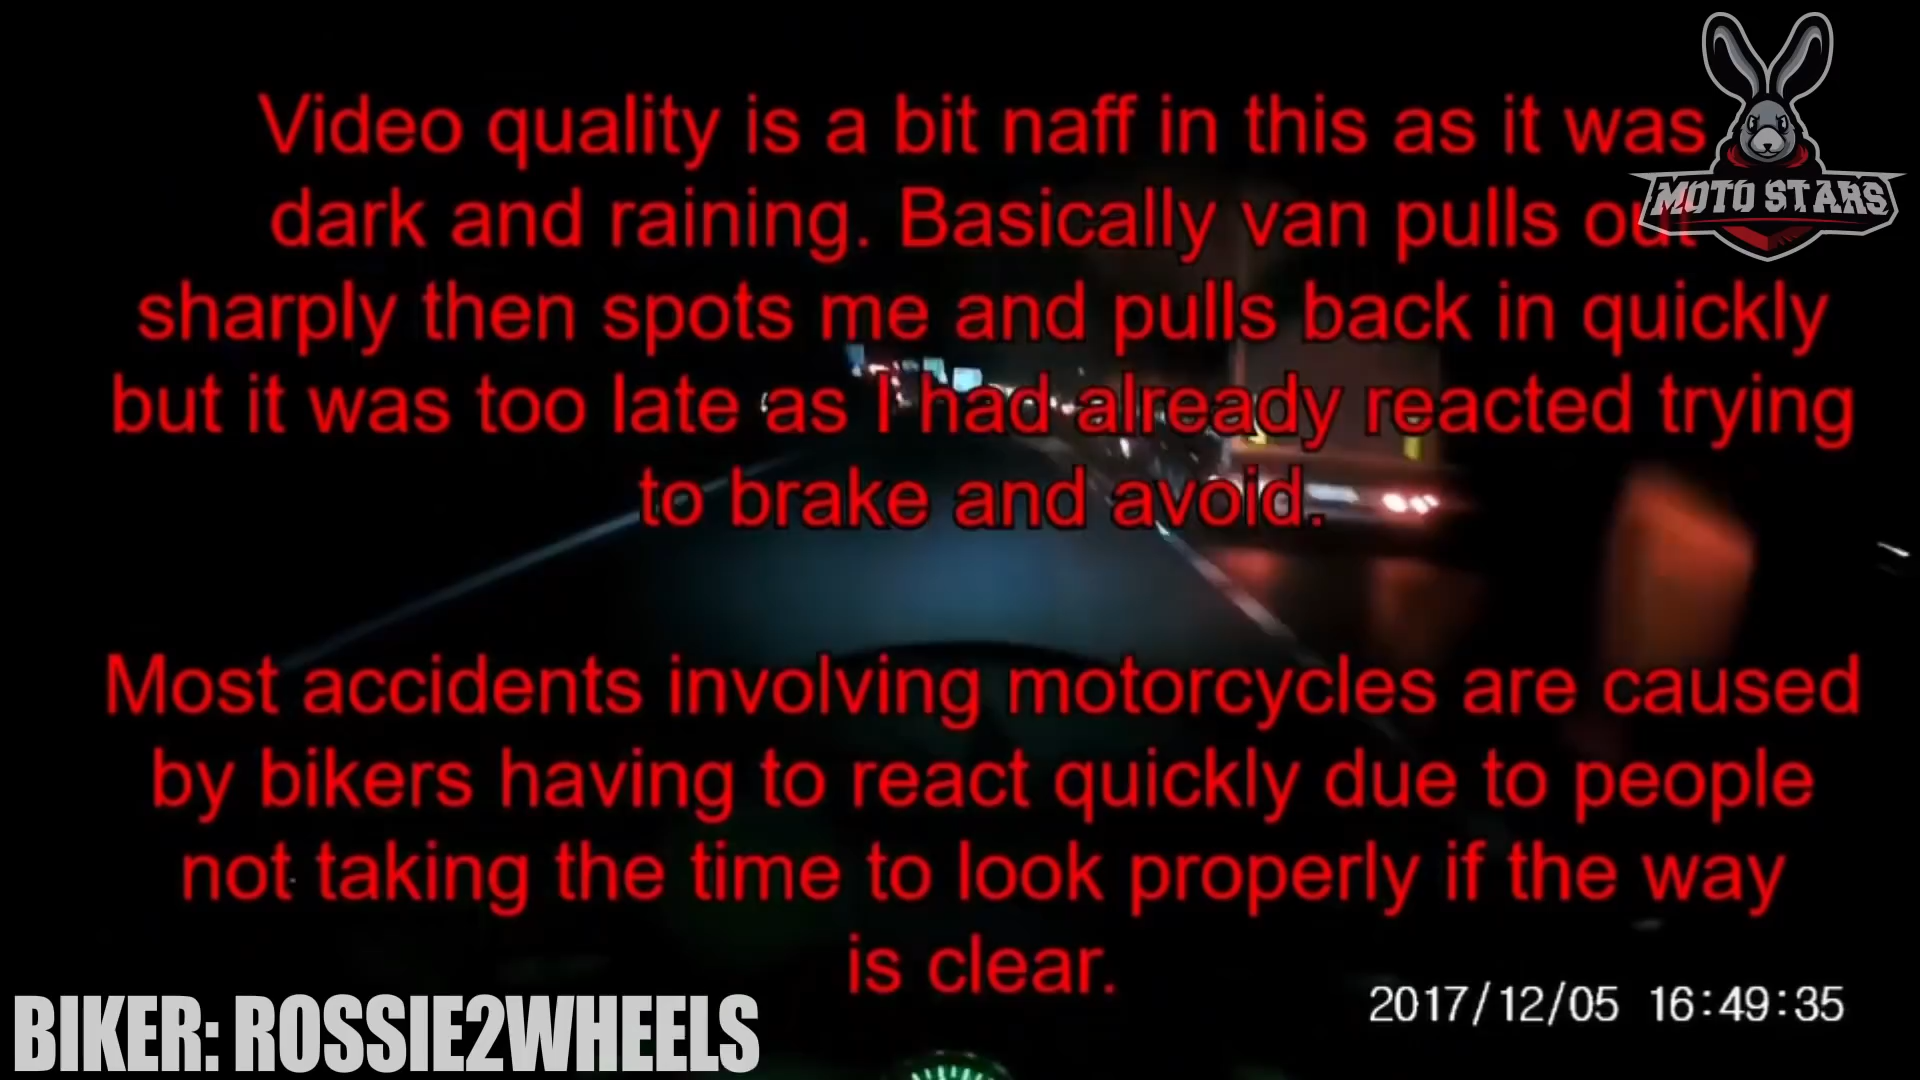 Video quality is a bit naff in this as it was
dark and raining. Basically van pulls out
sharply then spots me and pulls back in quickly
but it was too late as I had already reacted trying
to brake and avoid.
Most accidents involving motorcycles are caused
by bikers having to react quickly due to people
not taking the time to look properly if the way
is clear.
MOTO STARS
BIKER: ROSSIE2WHEELS
2017/12/05 16:49:35